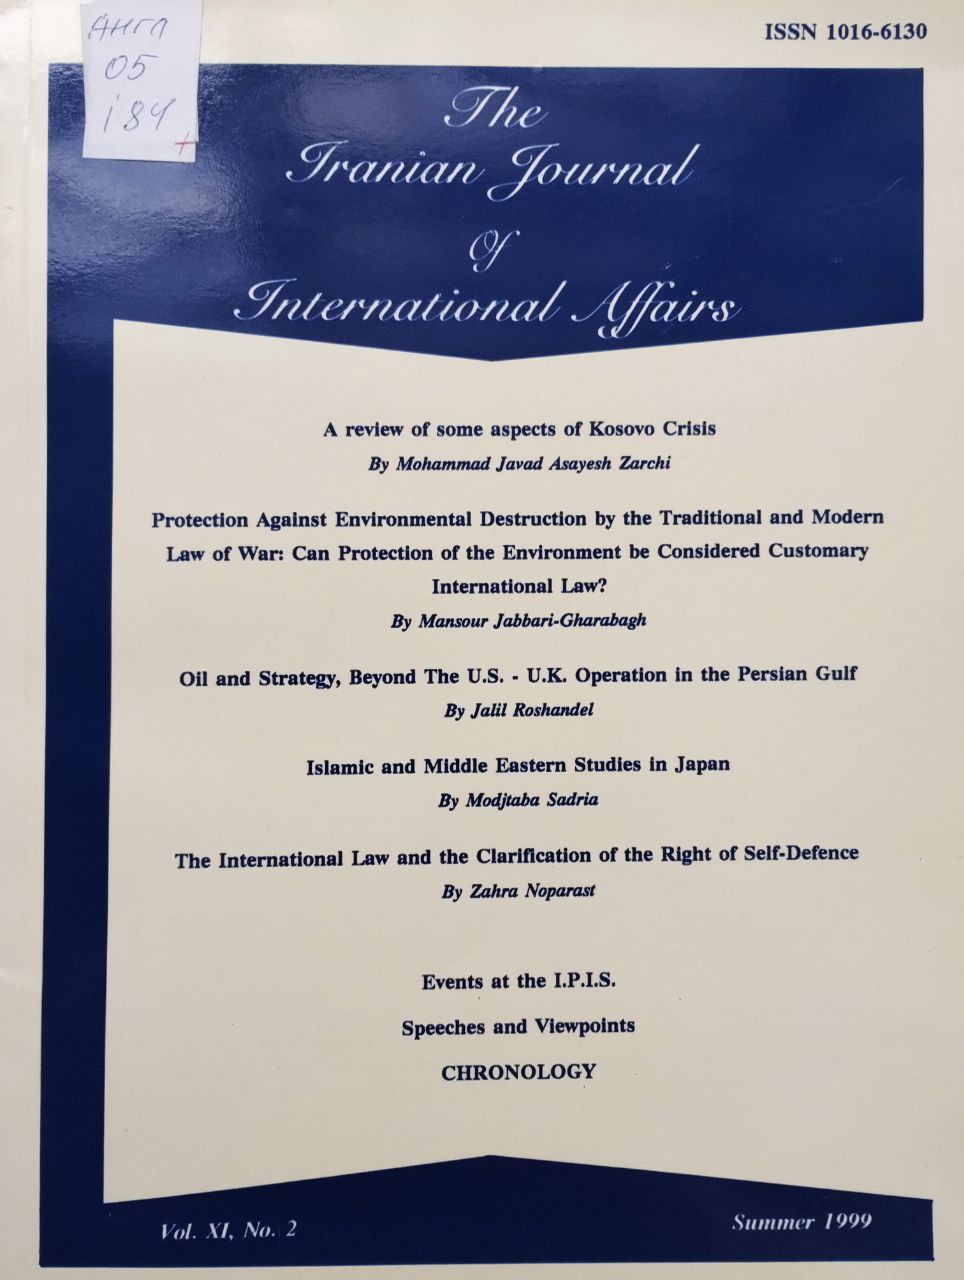 Анга
05
i 84
+
ISSN 1016-6130
The
Iranian Journal
Of
International Affairs
A review of some aspects of Kosovo Crisis
By Mohammad Javad Asayesh Zarchi
Protection Against Environmental Destruction by the Traditional and Modern
Law of War: Can Protection of the Environment be Considered Customary
International Law?
By Mansour Jabbari-Gharabagh
Oil and Strategy, Beyond The U.S. - U.K. Operation in the Persian Gulf
By Jalil Roshandel
Islamic and Middle Eastern Studies in Japan
By Modjtaba Sadria
The International Law and the Clarification of the Right of Self-Defence
By Zahra Noparast
Events at the I.P.I.S.
Speeches and Viewpoints
CHRONOLOGY
Vol. XI, No. 2
Summer 1999